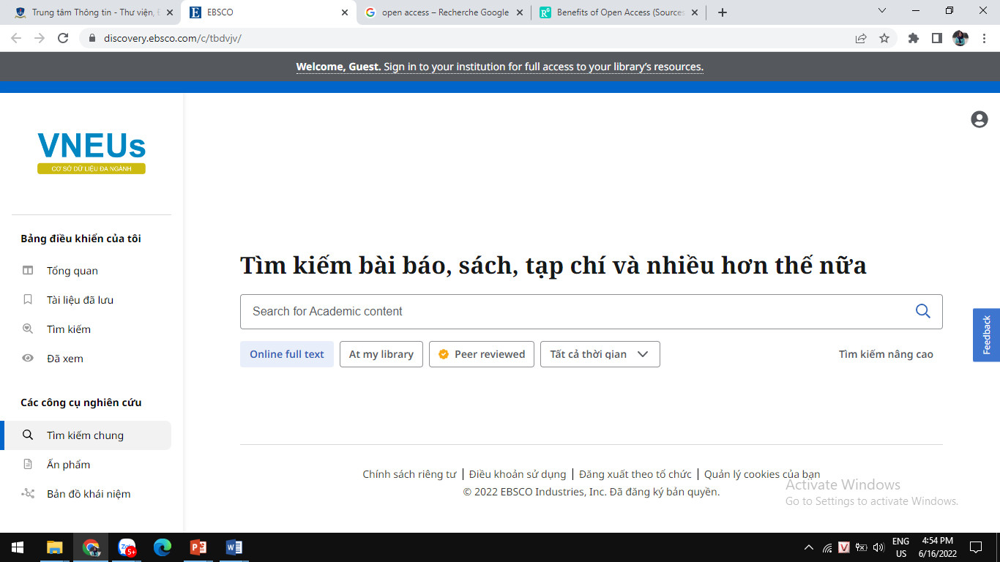 Trung tâm Thông tin - Thư viện,
EBSCO
open access – Recherche Google
Benefits of Open Access (Sources
discovery.ebsco.com/c/tbdvjv/
Welcome, Guest. Sign in to your institution for full access to your library's resources.
VNEUs
CƠ SỞ DỮ LIỆU ĐA NGÀNH
Bảng điều khiển của tôi
Tổng quan
Tài liệu đã lưu
Tìm kiếm
Đã xem
Các công cụ nghiên cứu
Tìm kiếm chung
Ấn phẩm
Bản đồ khái niệm
Tìm kiếm bài báo, sách, tạp chí và nhiều hơn thế nữa
Search for Academic content
Online full text At my library Peer reviewed Tất cả thời gian Tìm kiếm nâng cao
Feedback
Chính sách riêng tư Điều khoản sử dụng Đăng xuất theo tổ chức Quản lý cookies của bạn
© 2022 EBSCO Industries, Inc. Đã đăng ký bản quyền.
Activate Windows
Go to Settings to activate Windows.
5+
ENG
US
4:54 PM
6/16/2022